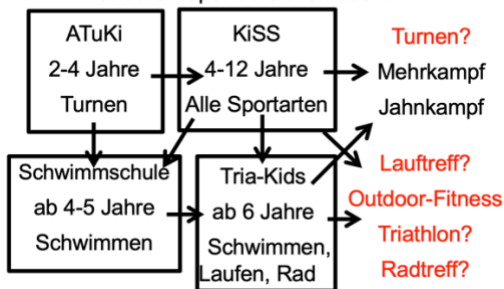 ATuKi
2-4 Jahre
Turnen
KiSS
4-12 Jahre
Alle Sportarten
Turnen?
Mehrkampf
Jahnkampf
Schwimmschule
ab 4-5 Jahre
Schwimmen
Tria-Kids
ab 6 Jahre
Schwimmen,
Laufen, Rad
Lauftreff?
Outdoor-Fitness
Triathlon?
Radtreff?